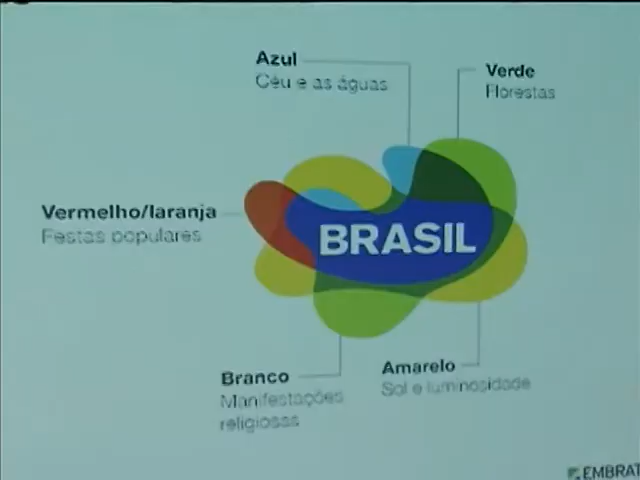 Azul
Céu e as águas
Verde
Florestas
Vermelho/laranja
Festas populares
BRASIL
Branco
Manifestações
religiosas
Amarelo
Sol e luminosidade
EMBRAT